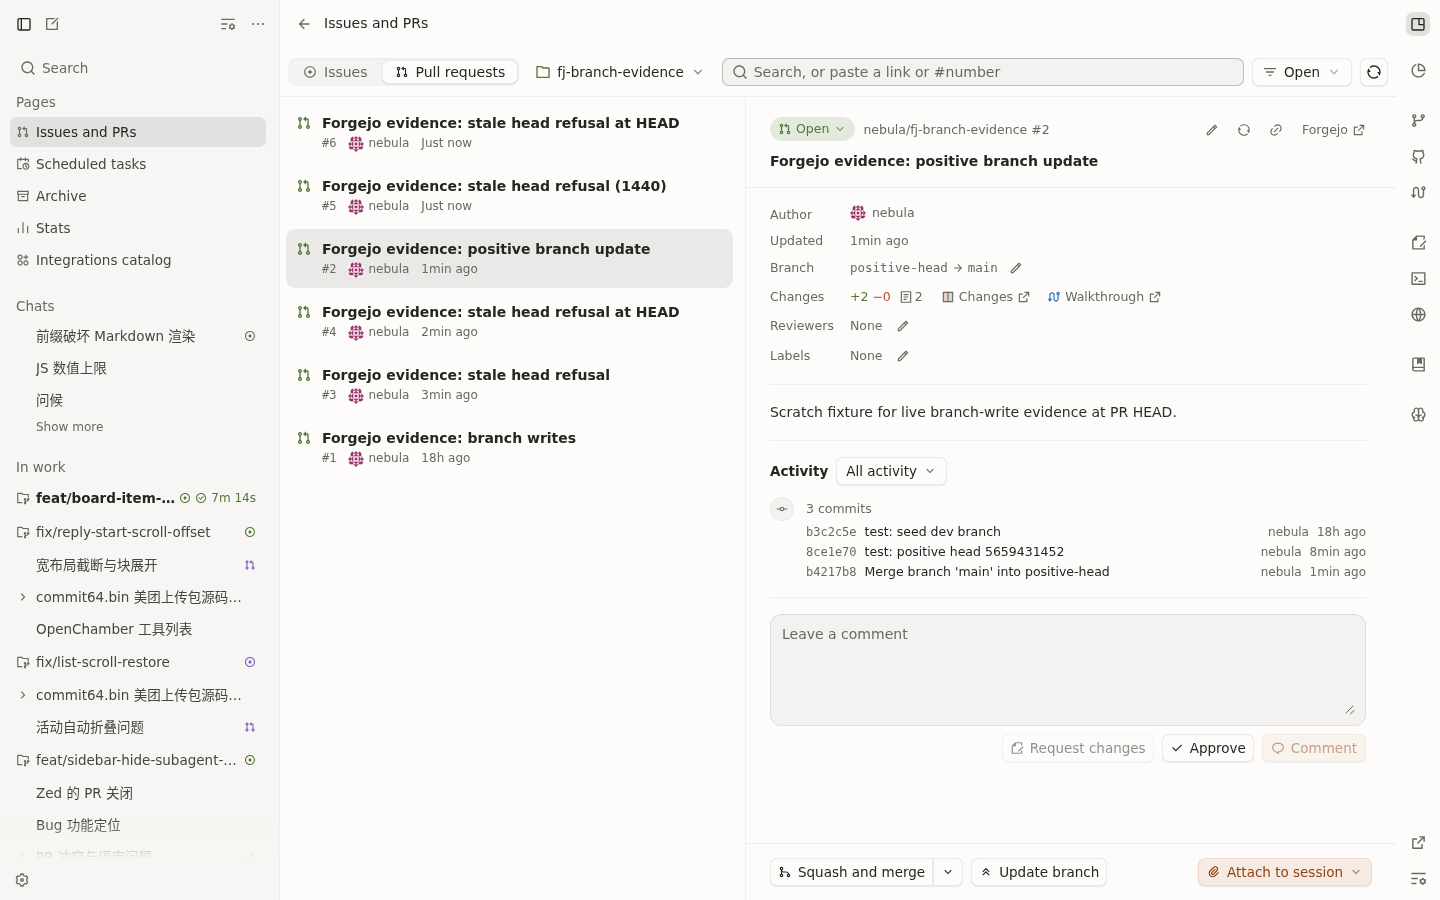 Issues and PRs
Search
Issues
Pull requests
fj-branch-evidence
Search, or paste a link or #number
Open
Pages
Issues and PRs
Scheduled tasks
Archive
Stats
Integrations catalog
Chats
前缀破坏 Markdown 渲染
JS 数值上限
问候
Show more
In work
feat/board-item-... 7m 14s
fix/reply-start-scroll-offset
宽布局截断与块展开
commit64.bin 美团上传包源码...
OpenChamber 工具列表
fix/list-scroll-restore
commit64.bin 美团上传包源码...
活动自动折叠问题
feat/sidebar-hide-subagent-...
Zed 的 PR 关闭
Bug 功能定位
PR 冲突与评审问题
Forgejo evidence: stale head refusal at HEAD
#6 nebula Just now
Forgejo evidence: stale head refusal (1440)
#5 nebula Just now
Forgejo evidence: positive branch update
#2 nebula 1min ago
Forgejo evidence: stale head refusal at HEAD
#4 nebula 2min ago
Forgejo evidence: stale head refusal
#3 nebula 3min ago
Forgejo evidence: branch writes
#1 nebula 18h ago
Open nebula/fj-branch-evidence #2 Forgejo
Forgejo evidence: positive branch update
Author nebula
Updated 1min ago
Branch positive-head → main
Changes +2 −0 2 Changes Walkthrough
Reviewers None
Labels None
Scratch fixture for live branch-write evidence at PR HEAD.
Activity All activity
3 commits
b3c2c5e test: seed dev branch nebula 18h ago
8ce1e70 test: positive head 5659431452 nebula 8min ago
b4217b8 Merge branch 'main' into positive-head nebula 1min ago
Leave a comment
Request changes Approve Comment
Squash and merge Update branch Attach to session